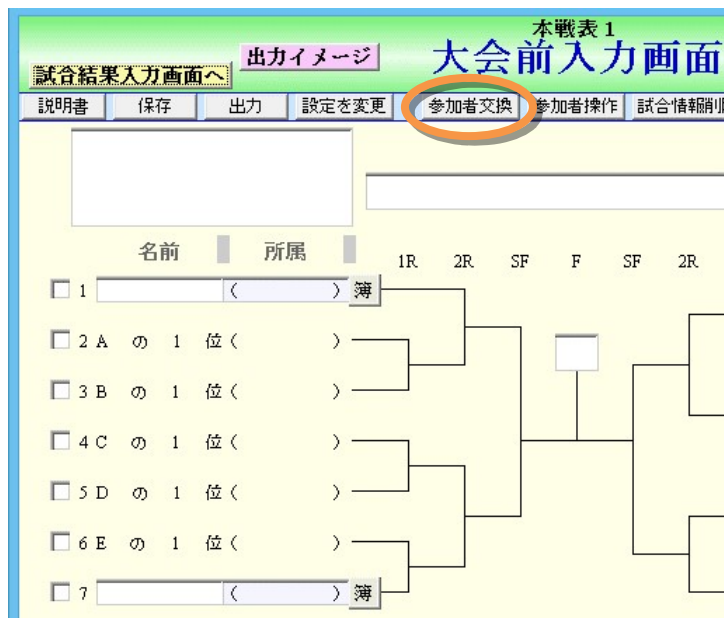 本戦表1
大会前入力画面
出力イメージ
試合結果入力画面へ
説明書 保存 出力 設定を変更 参加者交換 参加者操作 試合情報削
名前 所属 1R 2R SF F SF 2R
1 ( ) 簿
2 A の 1 位 ( )
3 B の 1 位 ( )
4 C の 1 位 ( )
5 D の 1 位 ( )
6 E の 1 位 ( )
7 ( ) 簿